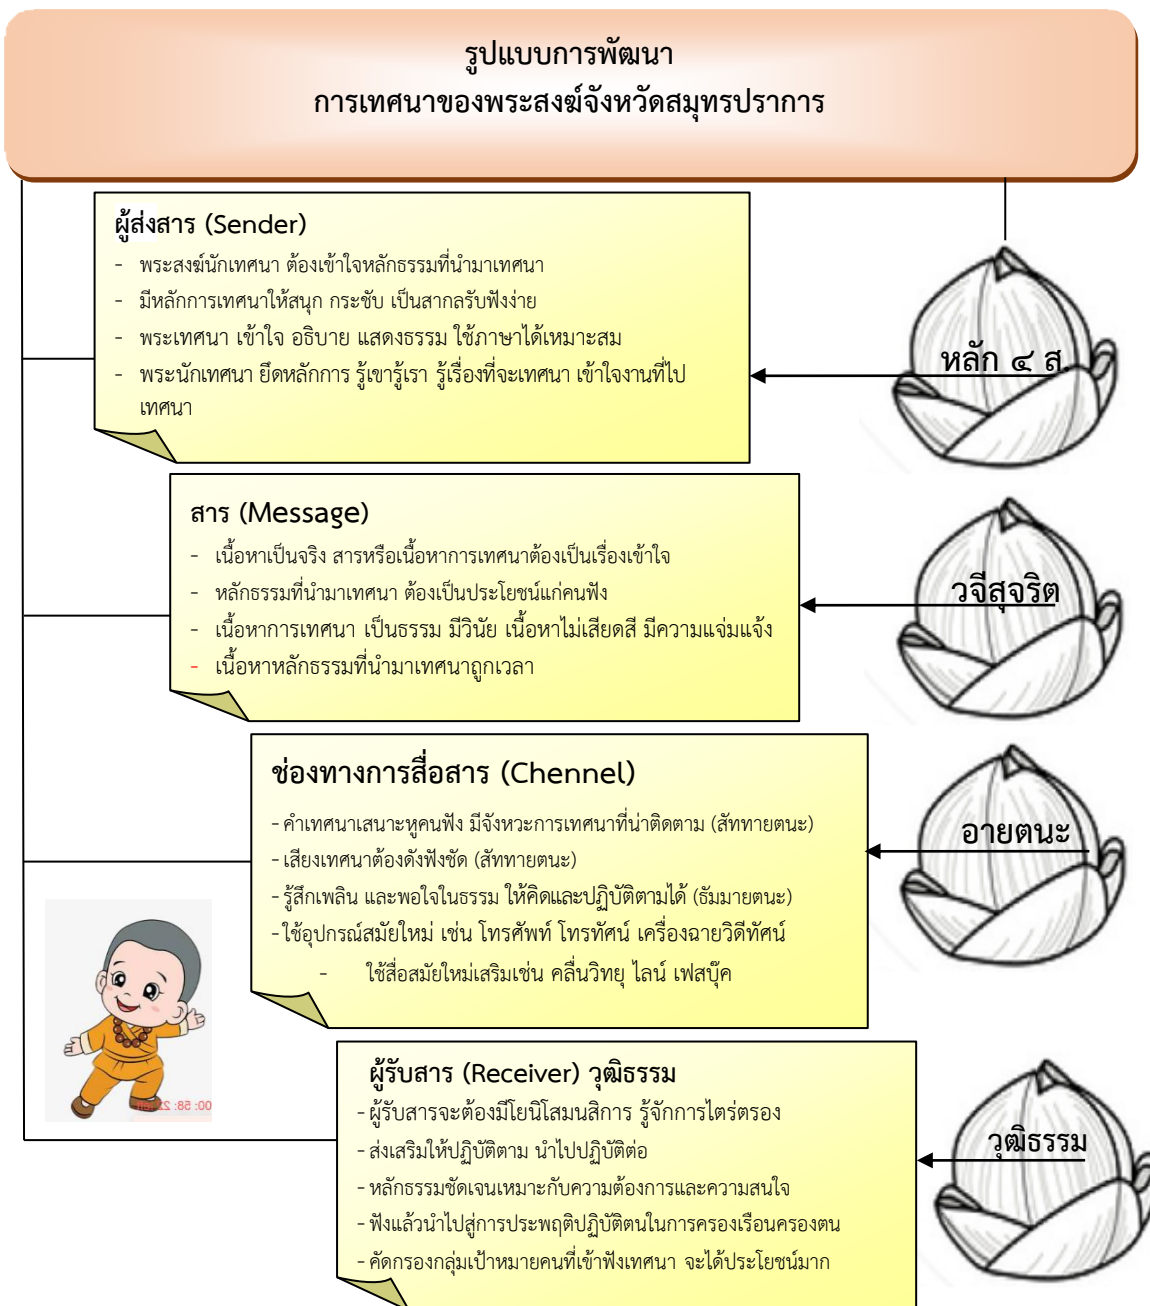 รูปแบบการพัฒนา
การเทศนาของพระสงฆ์จังหวัดสมุทรปราการ
ผู้ส่งสาร (Sender)
- พระสงฆ์นักเทศนา ต้องเข้าใจหลักธรรมที่นำมาเทศนา
- มีหลักการเทศนาให้สนุก กระชับ เป็นสากลรับฟังง่าย
- พระเทศนา เข้าใจ อธิบาย แสดงธรรม ใช้ภาษาได้เหมาะสม
- พระนักเทศนา ยึดหลักการ รู้เขารู้เรา รู้เรื่องที่จะเทศนา เข้าใจงานที่ไป
เทศนา
หลัก ๔ ส.
สาร (Message)
- เนื้อหาเป็นจริง สารหรือเนื้อหาการเทศนาต้องเป็นเรื่องเข้าใจ
- หลักธรรมที่นำมาเทศนา ต้องเป็นประโยชน์แก่คนฟัง
- เนื้อหาการเทศนา เป็นธรรม มีวินัย เนื้อหาไม่เสียดสี มีความแจ่มแจ้ง
- เนื้อหาหลักธรรมที่นำมาเทศนาถูกเวลา
วจีสุจริต
ช่องทางการสื่อสาร (Chennel)
- คำเทศนาเสนาะหูคนฟัง มีจังหวะการเทศนาที่น่าติดตาม (สัททายตนะ)
- เสียงเทศนาต้องดังฟังชัด (สัททายตนะ)
- รู้สึกเพลิน และพอใจในธรรม ให้คิดและปฏิบัติตามได้ (ธัมมายตนะ)
- ใช้อุปกรณ์สมัยใหม่ เช่น โทรศัพท์ โทรทัศน์ เครื่องฉายวิดีทัศน์
- ใช้สื่อสมัยใหม่เสริมเช่น คลื่นวิทยุ ไลน์ เฟสบุ๊ค
อายตนะ
ผู้รับสาร (Receiver) วุฒิธรรม
- ผู้รับสารจะต้องมีโยนิโสมนสิการ รู้จักการไตร่ตรอง
- ส่งเสริมให้ปฏิบัติตาม นำไปปฏิบัติต่อ
- หลักธรรมชัดเจนเหมาะกับความต้องการและความสนใจ
- ฟังแล้วนำไปสู่การประพฤติปฏิบัติตนในการครองเรือนครองตน
- คัดกรองกลุ่มเป้าหมายคนที่เข้าฟังเทศนา จะได้ประโยชน์มาก
วุฒิธรรม